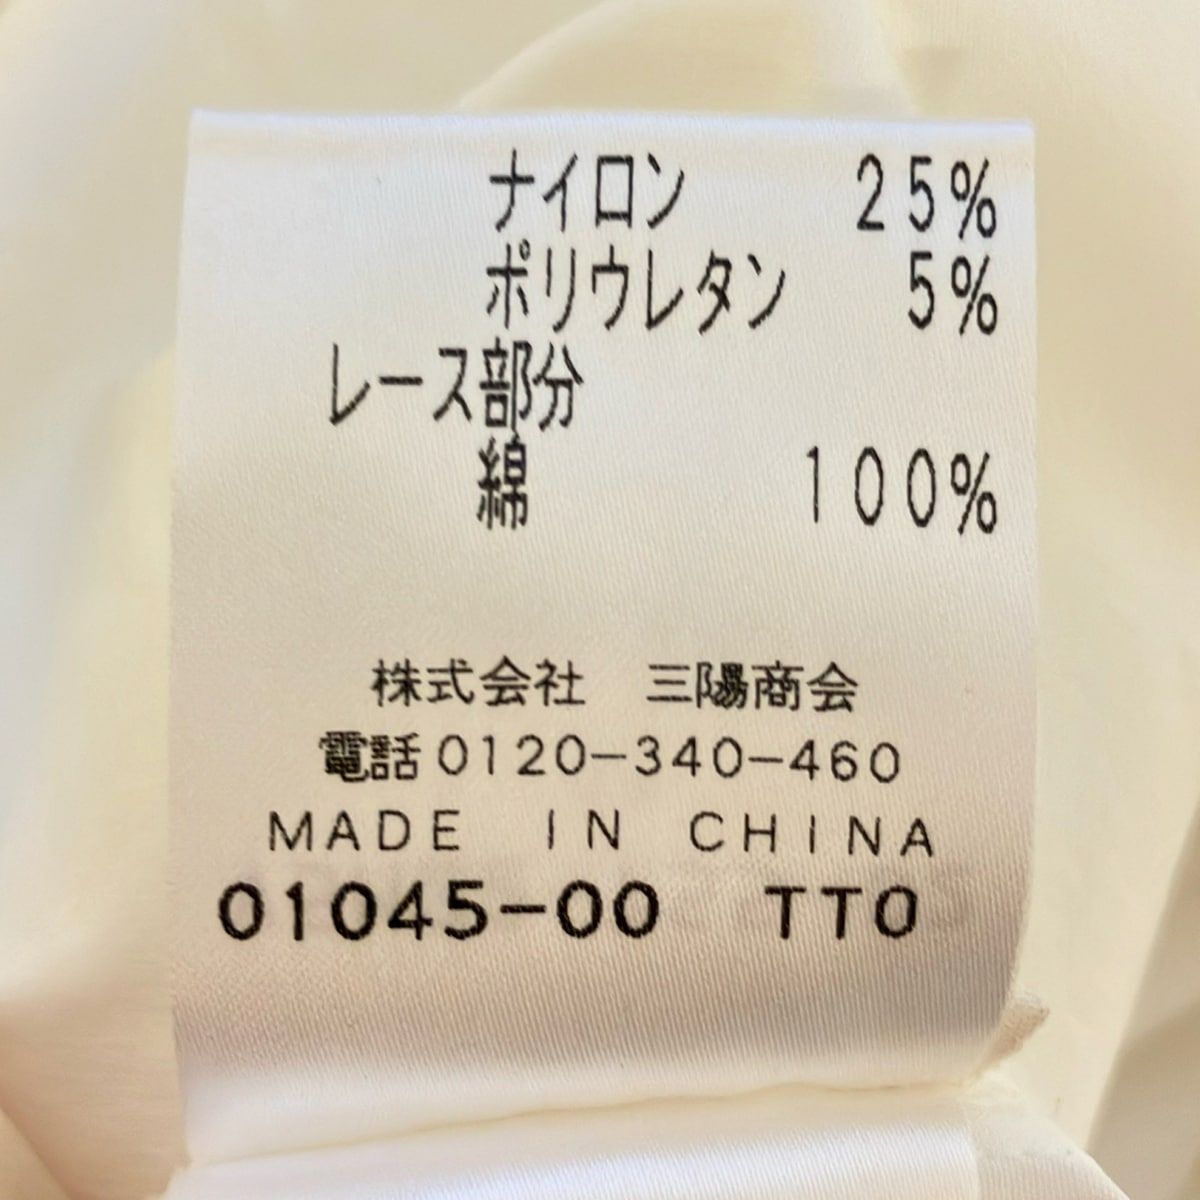 ナイロン 25%
ポリウレタン 5%
レース部分
綿 100%
株式会社 三陽商会
電話0120-340-460
MADE IN CHINA
01045-00 TTO